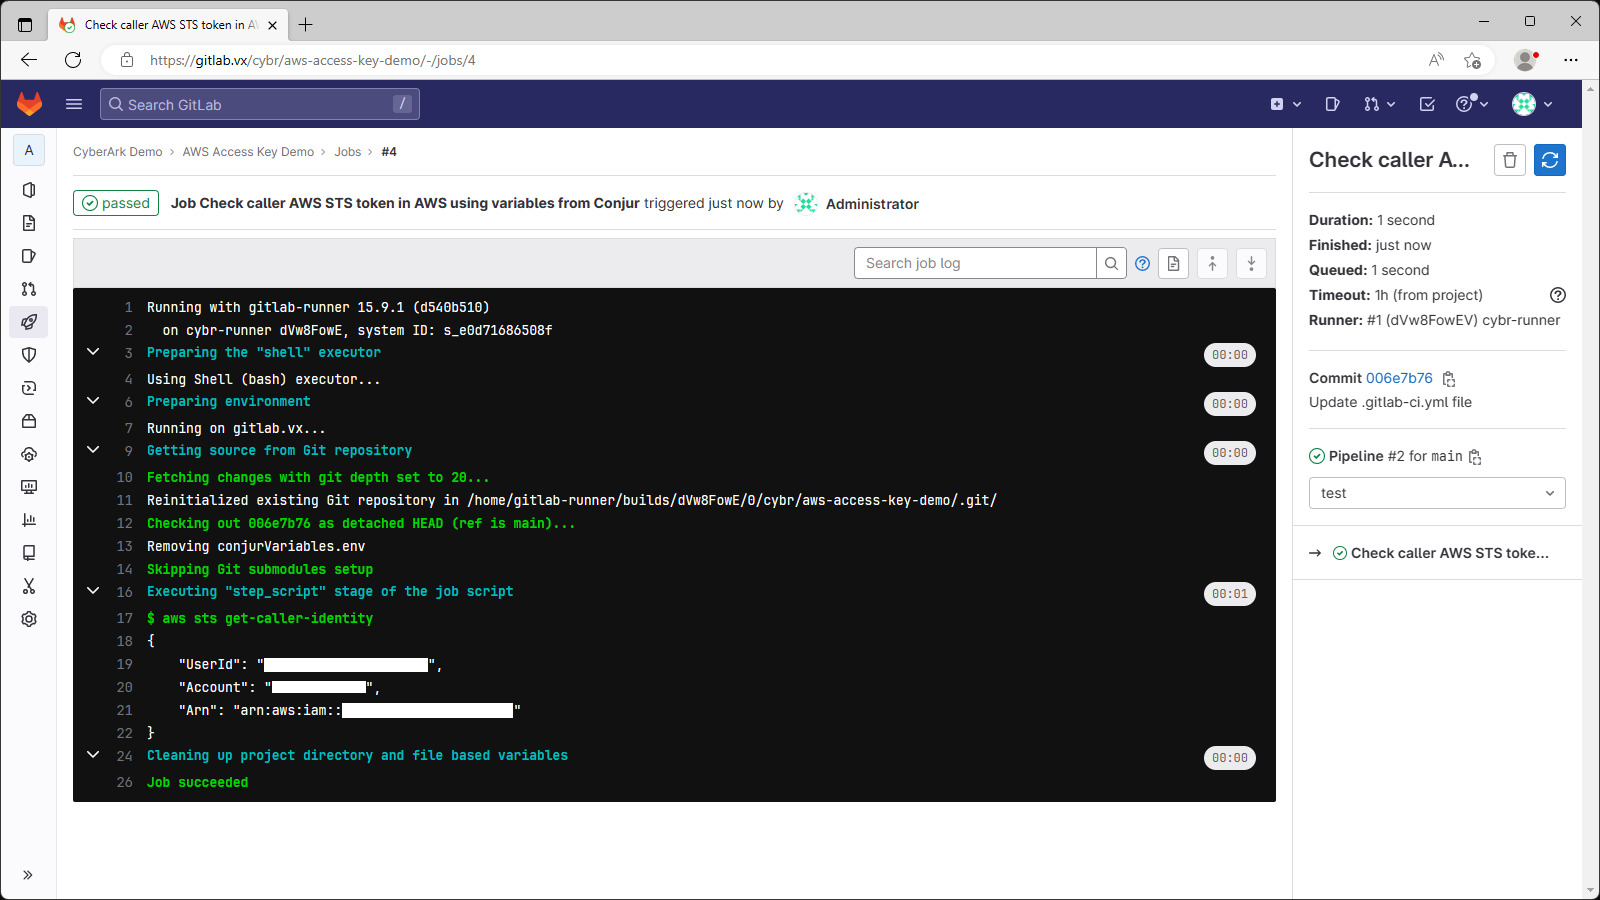 Check caller AWS STS token in A
https://gitlab.vx/cybr/aws-access-key-demo/-/jobs/4
Search GitLab /
A
CyberArk Demo › AWS Access Key Demo › Jobs › #4
passed Job Check caller AWS STS token in AWS using variables from Conjur triggered just now by Administrator
Search job log
1 Running with gitlab-runner 15.9.1 (d540b510)
2 on cybr-runner dVw8FowE, system ID: s_e0d71686508f
3 Preparing the "shell" executor 00:00
4 Using Shell (bash) executor...
6 Preparing environment 00:00
7 Running on gitlab.vx...
9 Getting source from Git repository 00:00
10 Fetching changes with git depth set to 20...
11 Reinitialized existing Git repository in /home/gitlab-runner/builds/dVw8FowE/0/cybr/aws-access-key-demo/.git/
12 Checking out 006e7b76 as detached HEAD (ref is main)...
13 Removing conjurVariables.env
14 Skipping Git submodules setup
16 Executing "step_script" stage of the job script 00:01
17 $ aws sts get-caller-identity
18 {
19 "UserId": "",
20 "Account": "",
21 "Arn": "arn:aws:iam::"
22 }
24 Cleaning up project directory and file based variables 00:00
26 Job succeeded
Check caller A...
Duration: 1 second
Finished: just now
Queued: 1 second
Timeout: 1h (from project)
Runner: #1 (dVw8FowEV) cybr-runner
Commit 006e7b76
Update .gitlab-ci.yml file
Pipeline #2 for main
test
→ Check caller AWS STS toke...